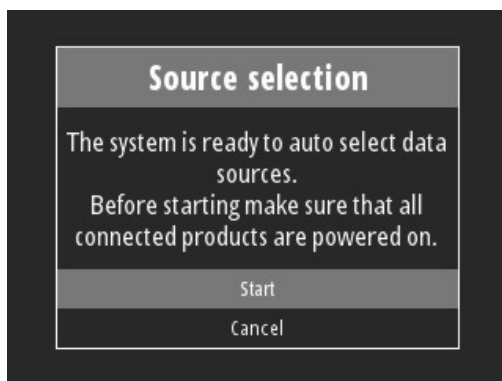 Source selection
The system is ready to auto select data
sources.
Before starting make sure that all
connected products are powered on.
Start
Cancel